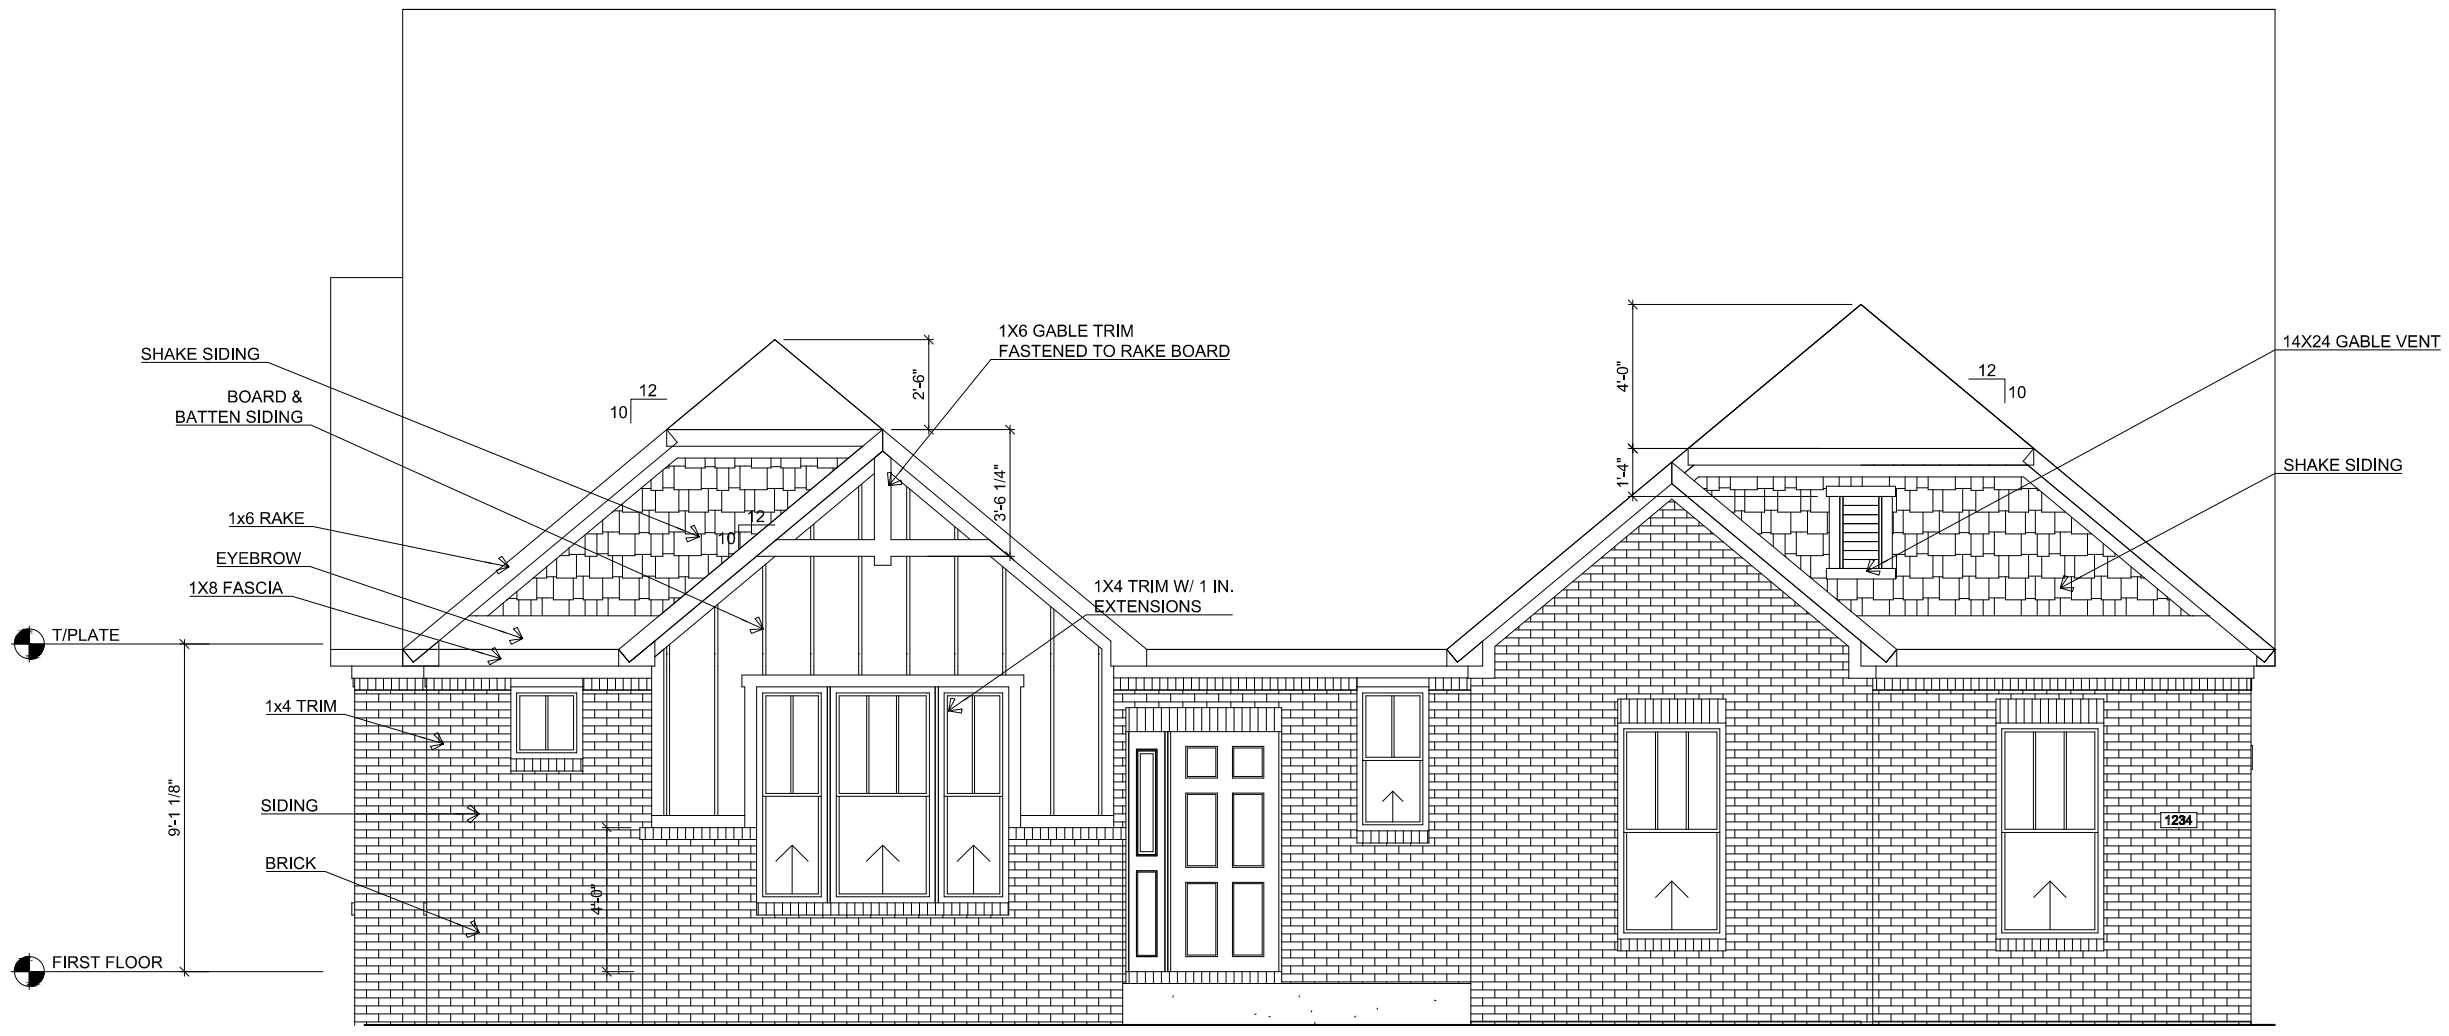 1X6 GABLE TRIM
FASTENED TO RAKE BOARD
14X24 GABLE VENT
SHAKE SIDING
2'-6"
4'-0"
12
10
12
10
BOARD &
BATTEN SIDING
1'-4"
SHAKE SIDING
3'-6 1/4"
1x6 RAKE
12
10
EYEBROW
1X8 FASCIA
1X4 TRIM W/ 1 IN.
EXTENSIONS
T/PLATE
1x4 TRIM
9'-1 1/8"
SIDING
1234
BRICK
4'-0"
FIRST FLOOR